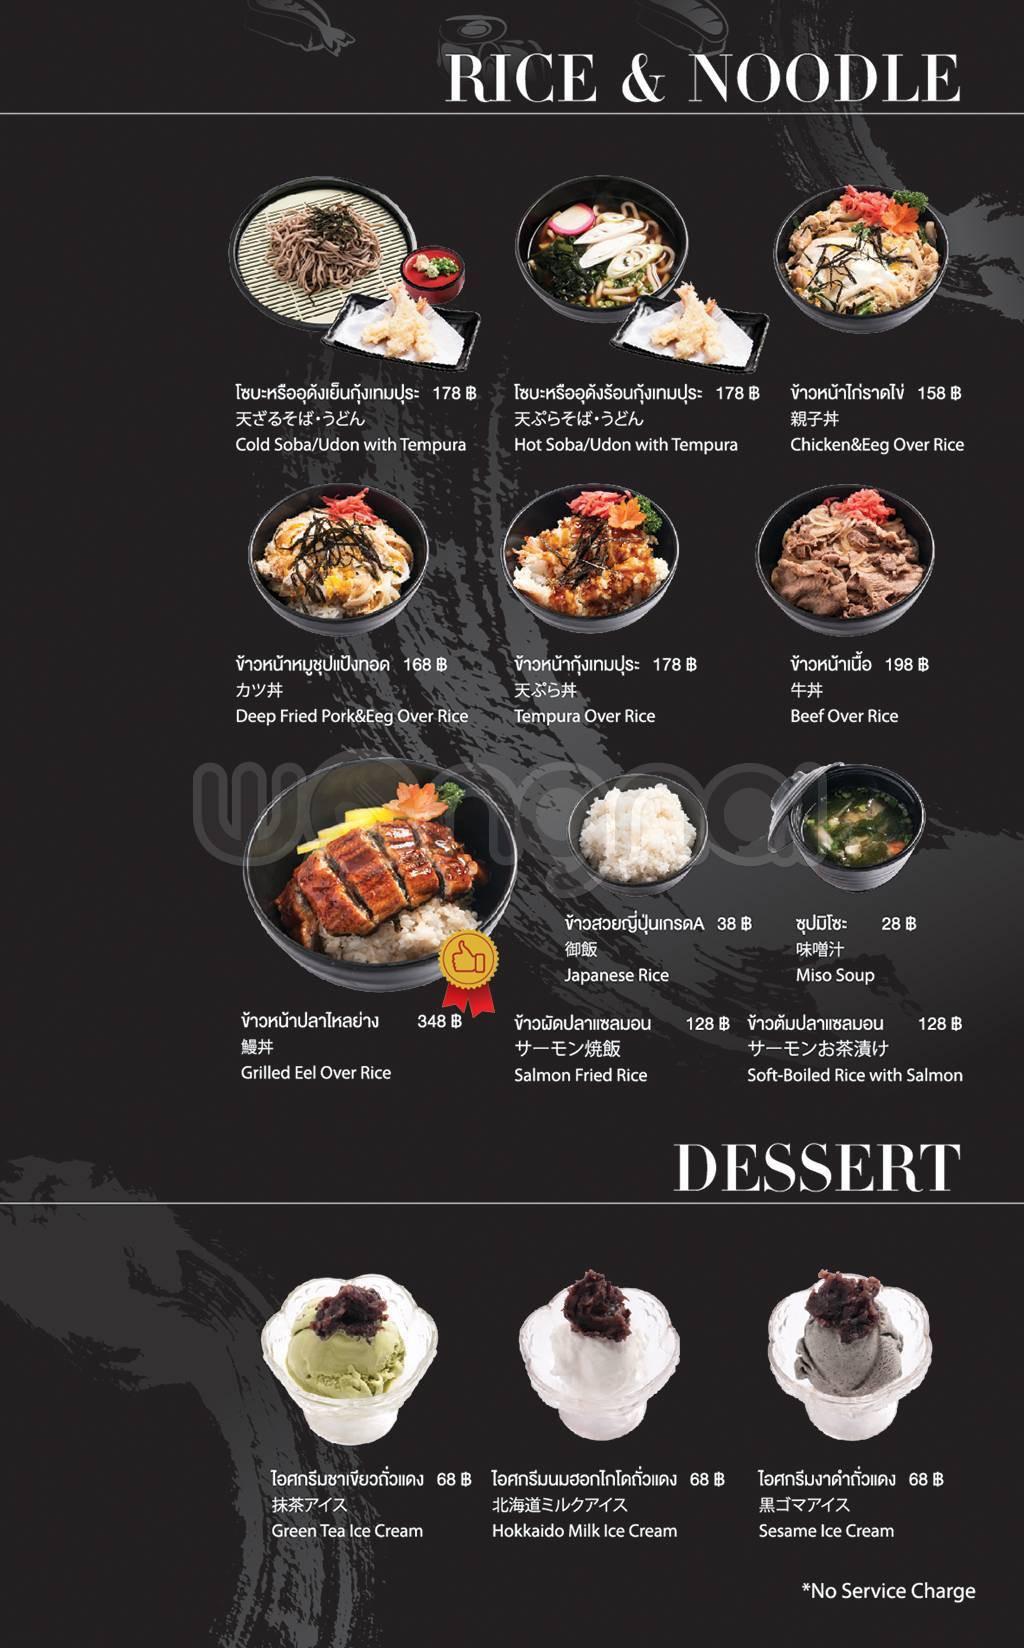 RICE & NOODLE
โซบะหรืออุด้งเย็นกุ้งเทมปุระ 178 ฿
天ざるそば・うどん
Cold Soba/Udon with Tempura
โซบะหรืออุด้งร้อนกุ้งเทมปุระ 178 ฿
天ぷらそば・うどん
Hot Soba/Udon with Tempura
ข้าวหน้าไก่ราดไข่ 158 ฿
親子丼
Chicken&Eeg Over Rice
ข้าวหน้าหมูชุปแป้งทอด 168 ฿
カツ丼
Deep Fried Pork&Eeg Over Rice
ข้าวหน้ากุ้งเทมปุระ 178 ฿
天ぷら丼
Tempura Over Rice
ข้าวหน้าเนื้อ 198 ฿
牛丼
Beef Over Rice
wongnai
ข้าวสวยญี่ปุ่นเกรดA 38 ฿
御飯
Japanese Rice
ซุปมิโซะ 28 ฿
味噌汁
Miso Soup
ข้าวหน้าปลาไหลย่าง 348 ฿
鰻丼
Grilled Eel Over Rice
ข้าวผัดปลาแซลมอน 128 ฿
サーモン焼飯
Salmon Fried Rice
ข้าวต้มปลาแซลมอน 128 ฿
サーモンお茶漬け
Soft-Boiled Rice with Salmon
DESSERT
ไอศกรีมชาเขียวถั่วแดง 68 ฿
抹茶アイス
Green Tea Ice Cream
ไอศกรีมนมฮอกไกโดถั่วแดง 68 ฿
北海道ミルクアイス
Hokkaido Milk Ice Cream
ไอศกรีมงาดำถั่วแดง 68 ฿
黒ゴマアイス
Sesame Ice Cream
*No Service Charge